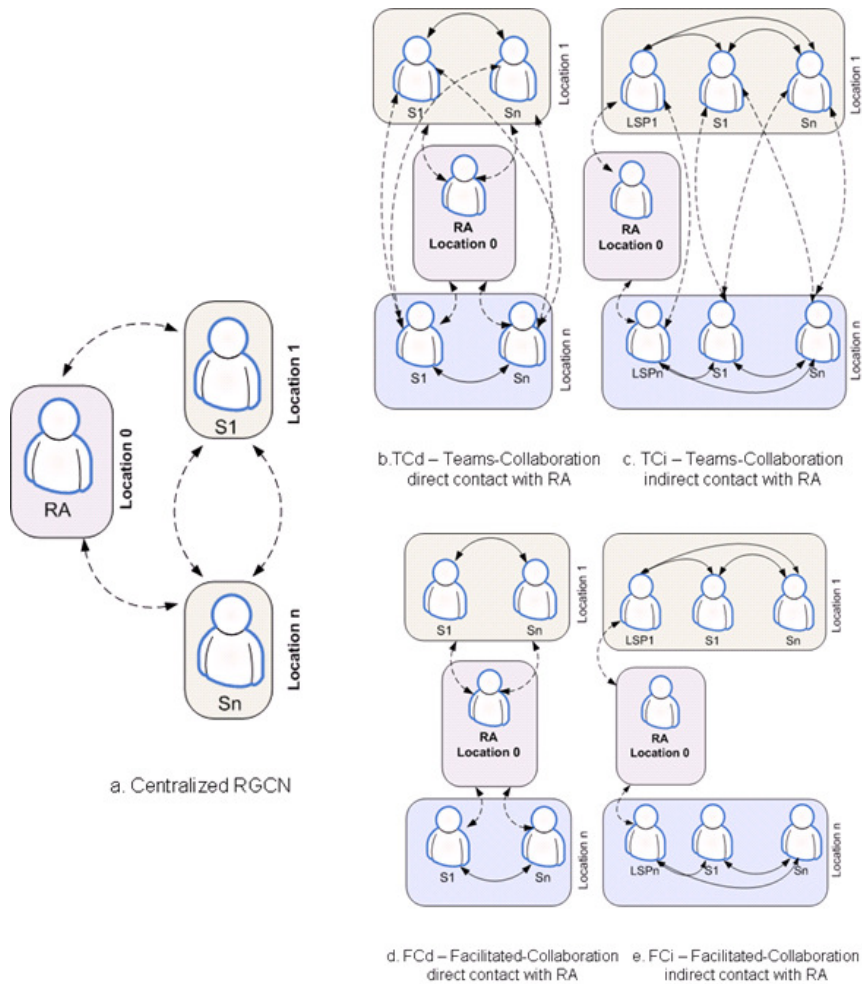 RA
Location 0
S1
Location 1
Sn
Location n
a. Centralized RGCN
S1
Sn
Location 1
RA
Location 0
S1
Sn
Location n
b.TCd – Teams-Collaboration
direct contact with RA
LSP1
S1
Sn
Location 1
RA
Location 0
LSPn
S1
Sn
Location n
c. TCi – Teams-Collaboration
indirect contact with RA
S1
Sn
Location 1
RA
Location 0
S1
Sn
Location n
d. FCd – Facilitated-Collaboration
direct contact with RA
LSP1
S1
Sn
Location 1
RA
Location 0
LSPn
S1
Sn
Location n
e. FCi – Facilitated-Collaboration
indirect contact with RA